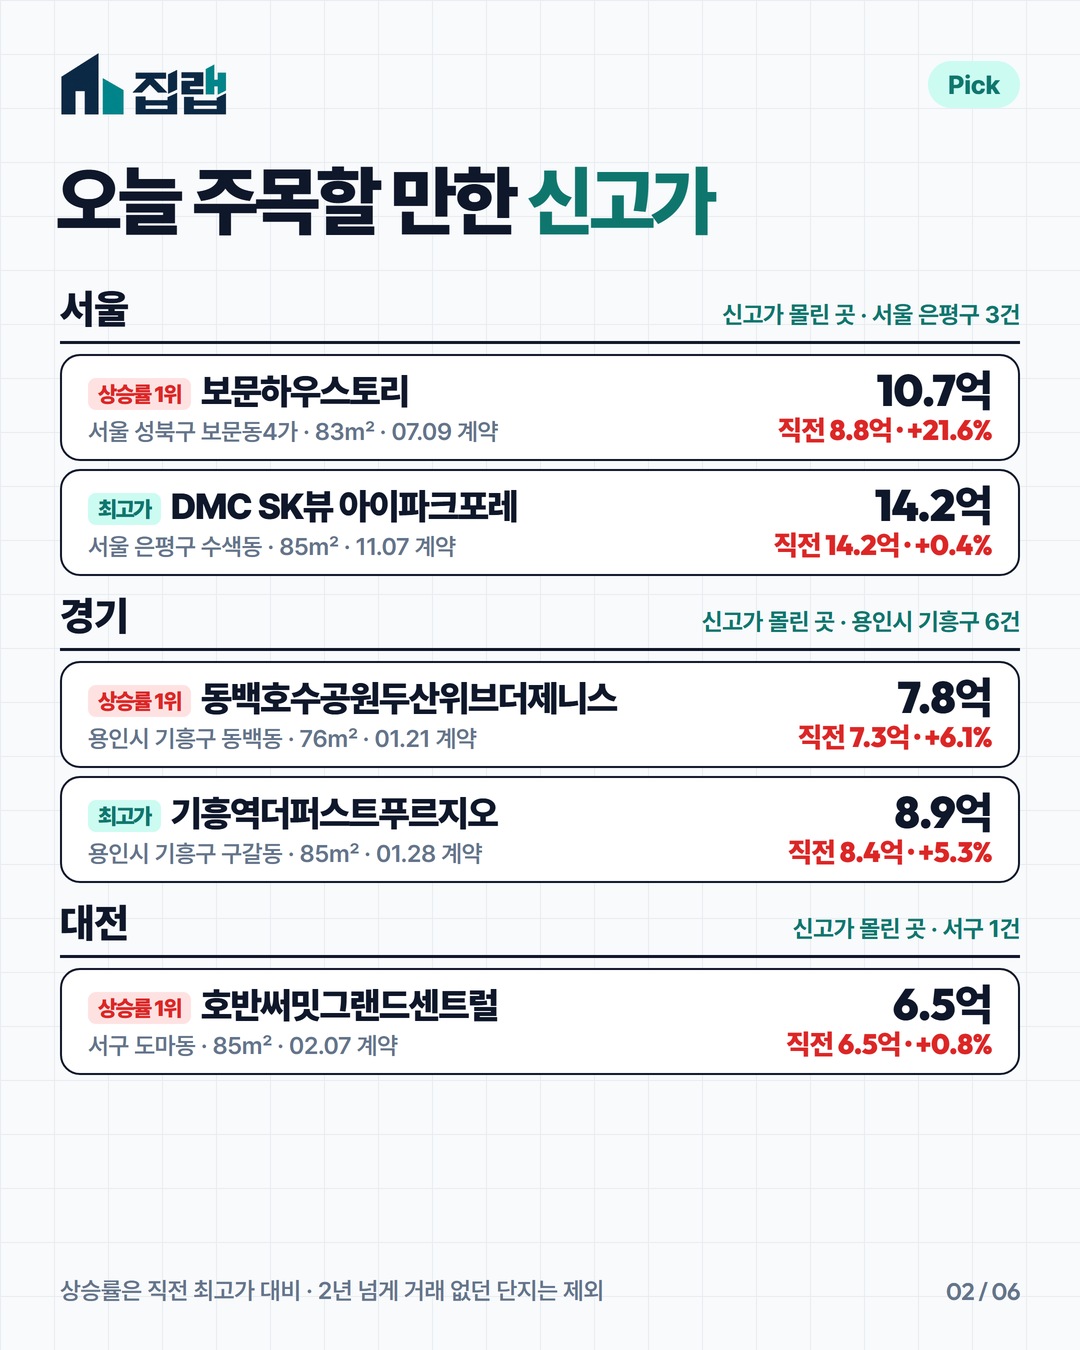 집랩
Pick
오늘 주목할 만한 신고가
서울
신고가 몰린 곳 · 서울 은평구 3건
상승률 1위 보문하우스토리
10.7억
서울 성북구 보문동4가 · 83m² · 07.09 계약
직전 8.8억 · +21.6%
최고가 DMC SK뷰 아이파크포레
14.2억
서울 은평구 수색동 · 85m² · 11.07 계약
직전 14.2억 · +0.4%
경기
신고가 몰린 곳 · 용인시 기흥구 6건
상승률 1위 동백호수공원두산위브더제니스
7.8억
용인시 기흥구 동백동 · 76m² · 01.21 계약
직전 7.3억 · +6.1%
최고가 기흥역더퍼스트푸르지오
8.9억
용인시 기흥구 구갈동 · 85m² · 01.28 계약
직전 8.4억 · +5.3%
대전
신고가 몰린 곳 · 서구 1건
상승률 1위 호반써밋그랜드센트럴
6.5억
서구 도마동 · 85m² · 02.07 계약
직전 6.5억 · +0.8%
상승률은 직전 최고가 대비 · 2년 넘게 거래 없던 단지는 제외
02 / 06